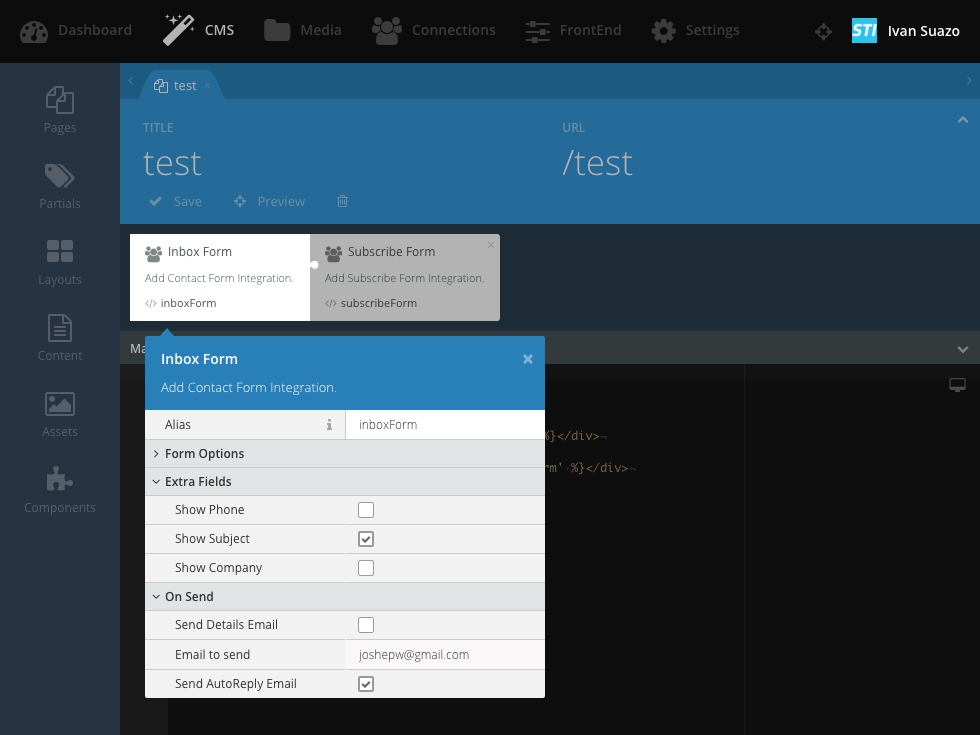 Dashboard
CMS
Media
Connections
FrontEnd
Settings
STI
Ivan Suazo
Pages
Partials
Layouts
Content
Assets
Components
test
TITLE
test
URL
/test
Save
Preview
Inbox Form
Add Contact Form Integration.
</> inboxForm
Subscribe Form
Add Subscribe Form Integration.
</> subscribeForm
Inbox Form
Add Contact Form Integration.
Alias
inboxForm
Form Options
Extra Fields
Show Phone
Show Subject
Show Company
On Send
Send Details Email
Email to send
joshepw@gmail.com
Send AutoReply Email
%}</div>¬
rm'·%}</div>¬